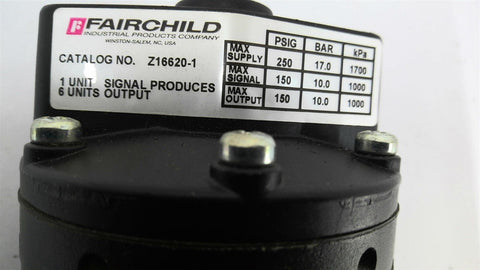 FAIRCHILD
INDUSTRIAL PRODUCTS COMPANY
WINSTON-SALEM, NC, USA
CATALOG NO. Z16620-1
1 UNIT SIGNAL PRODUCES
6 UNITS OUTPUT
PSIG BAR kPa
MAX SUPPLY 250 17.0 1700
MAX SIGNAL 150 10.0 1000
MAX OUTPUT 150 10.0 1000